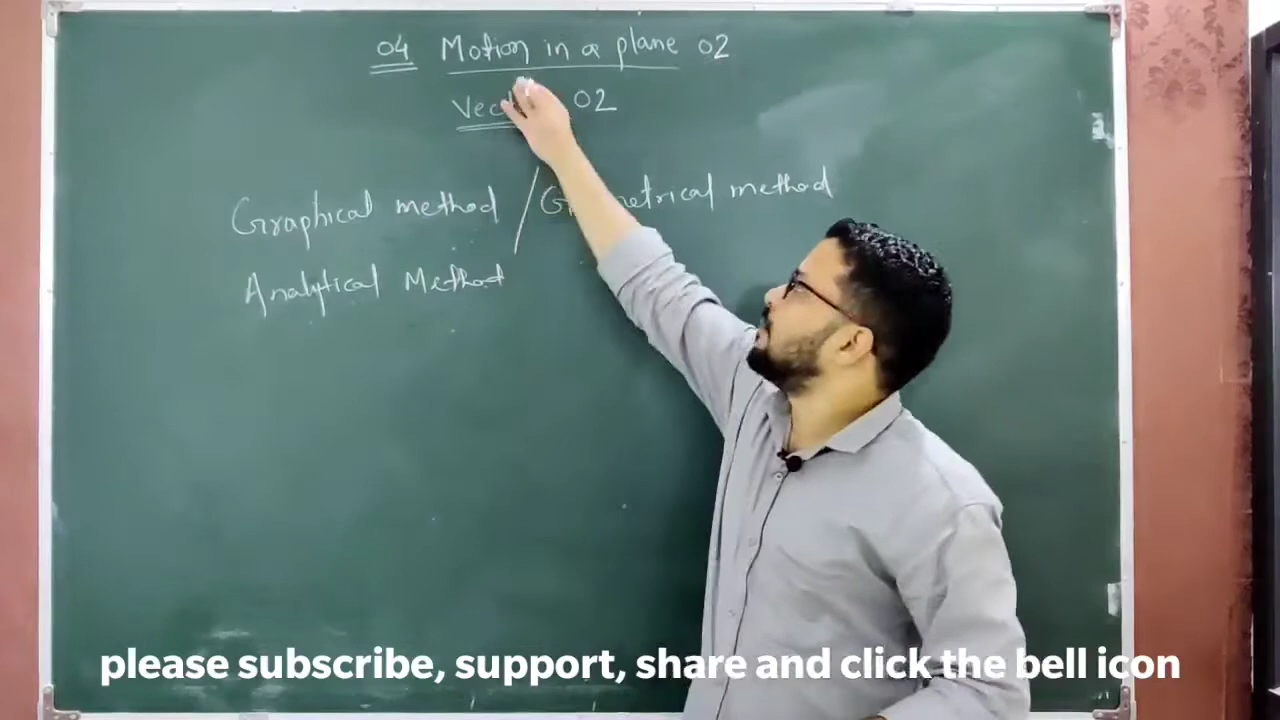 04 Motion in a plane 02
02
Graphical method / method
Analytical Method
please subscribe, support, share and click the bell icon